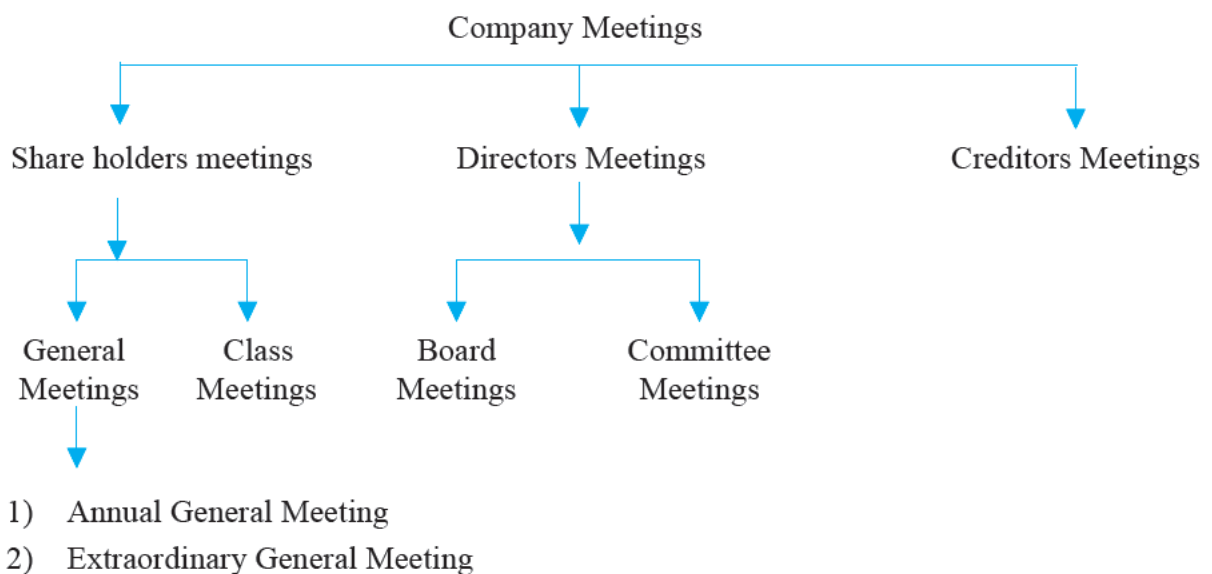 Company Meetings
Share holders meetings
Directors Meetings
Creditors Meetings
General
Meetings
Class
Meetings
Board
Meetings
Committee
Meetings
1) Annual General Meeting
2) Extraordinary General Meeting